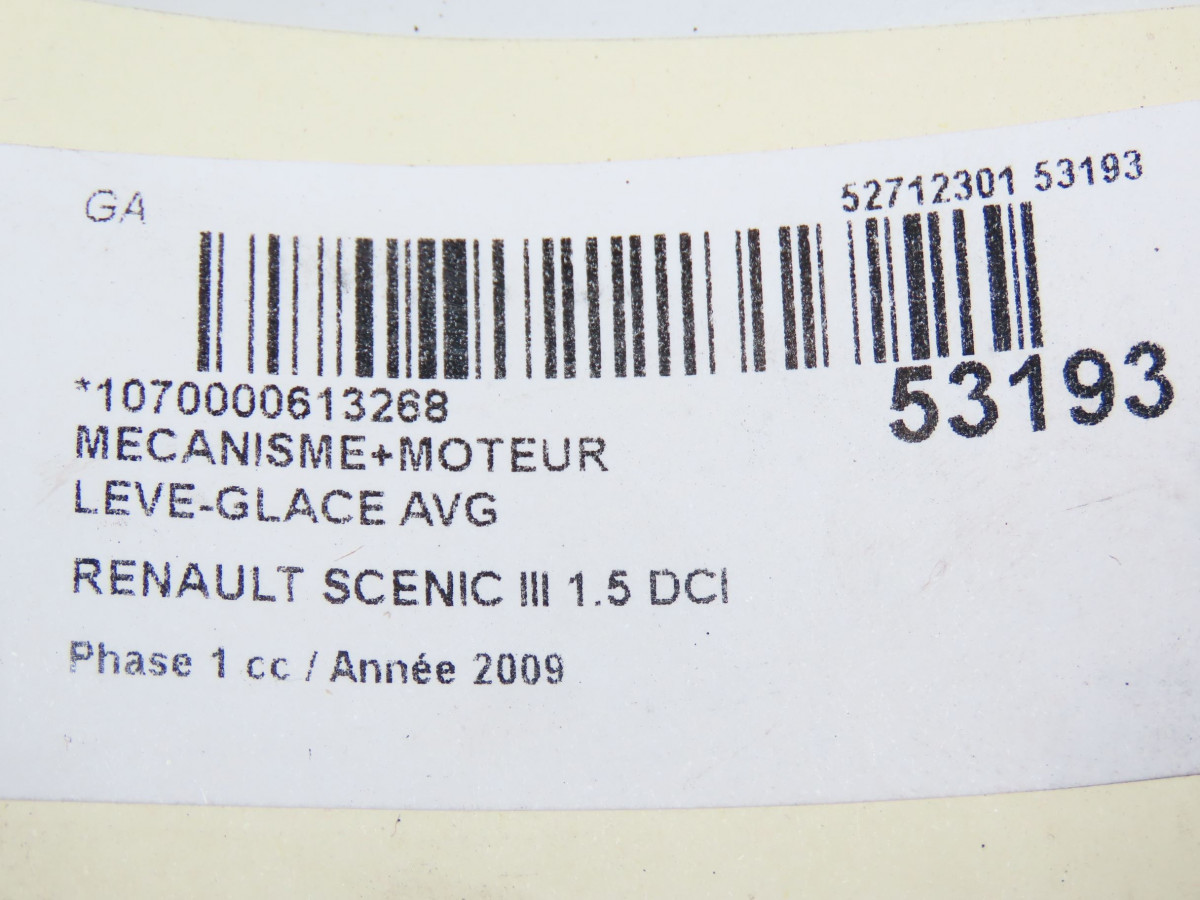 GA
52712301 53193
*1070000613268
53193
MECANISME+MOTEUR
LEVE-GLACE AVG
RENAULT SCENIC III 1.5 DCI
Phase 1 cc / Année 2009